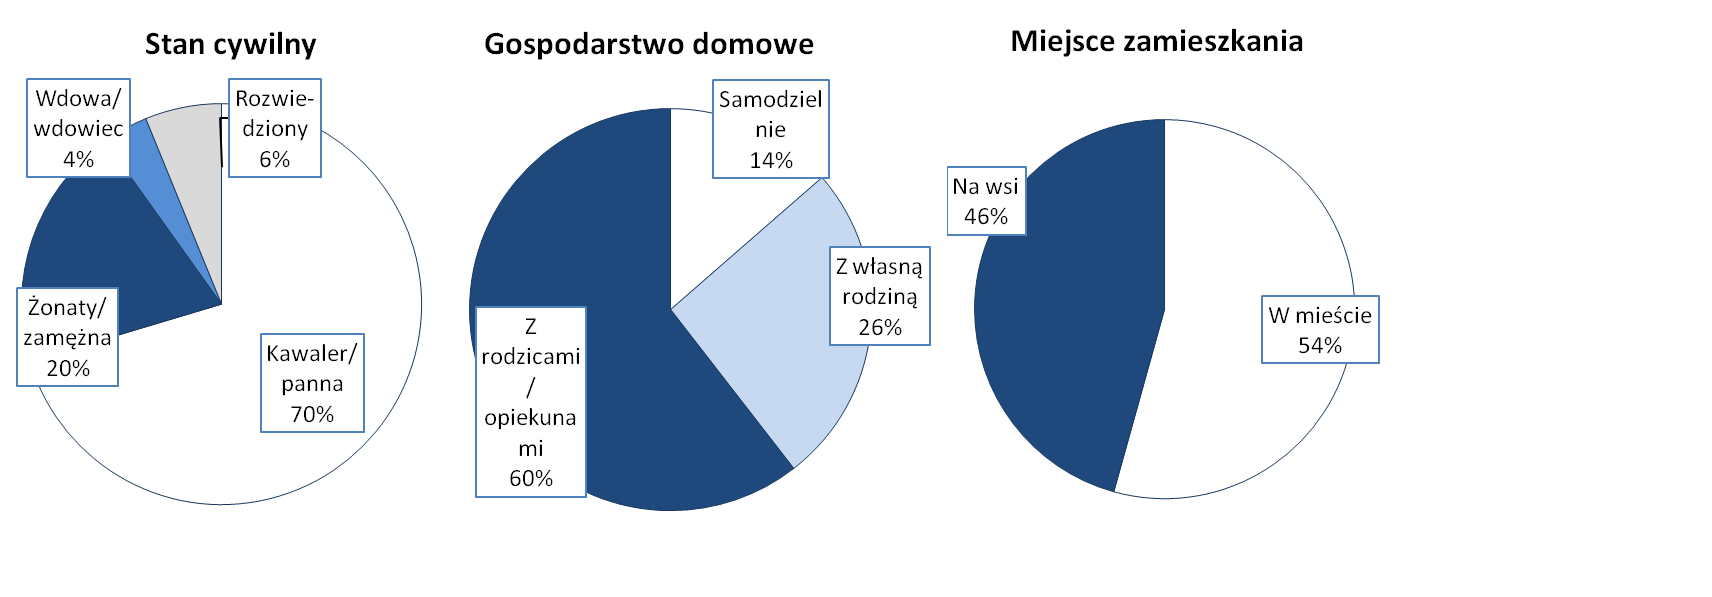 Stan cywilny
Wdowa/
wdowiec
4%
Rozwie-
dziony
6%
Żonaty/
zamężna
20%
Kawaler/
panna
70%
Gospodarstwo domowe
Samodziel
nie
14%
Z własną
rodziną
26%
Z
rodzicami
/
opiekuna
mi
60%
Miejsce zamieszkania
Na wsi
46%
W mieście
54%